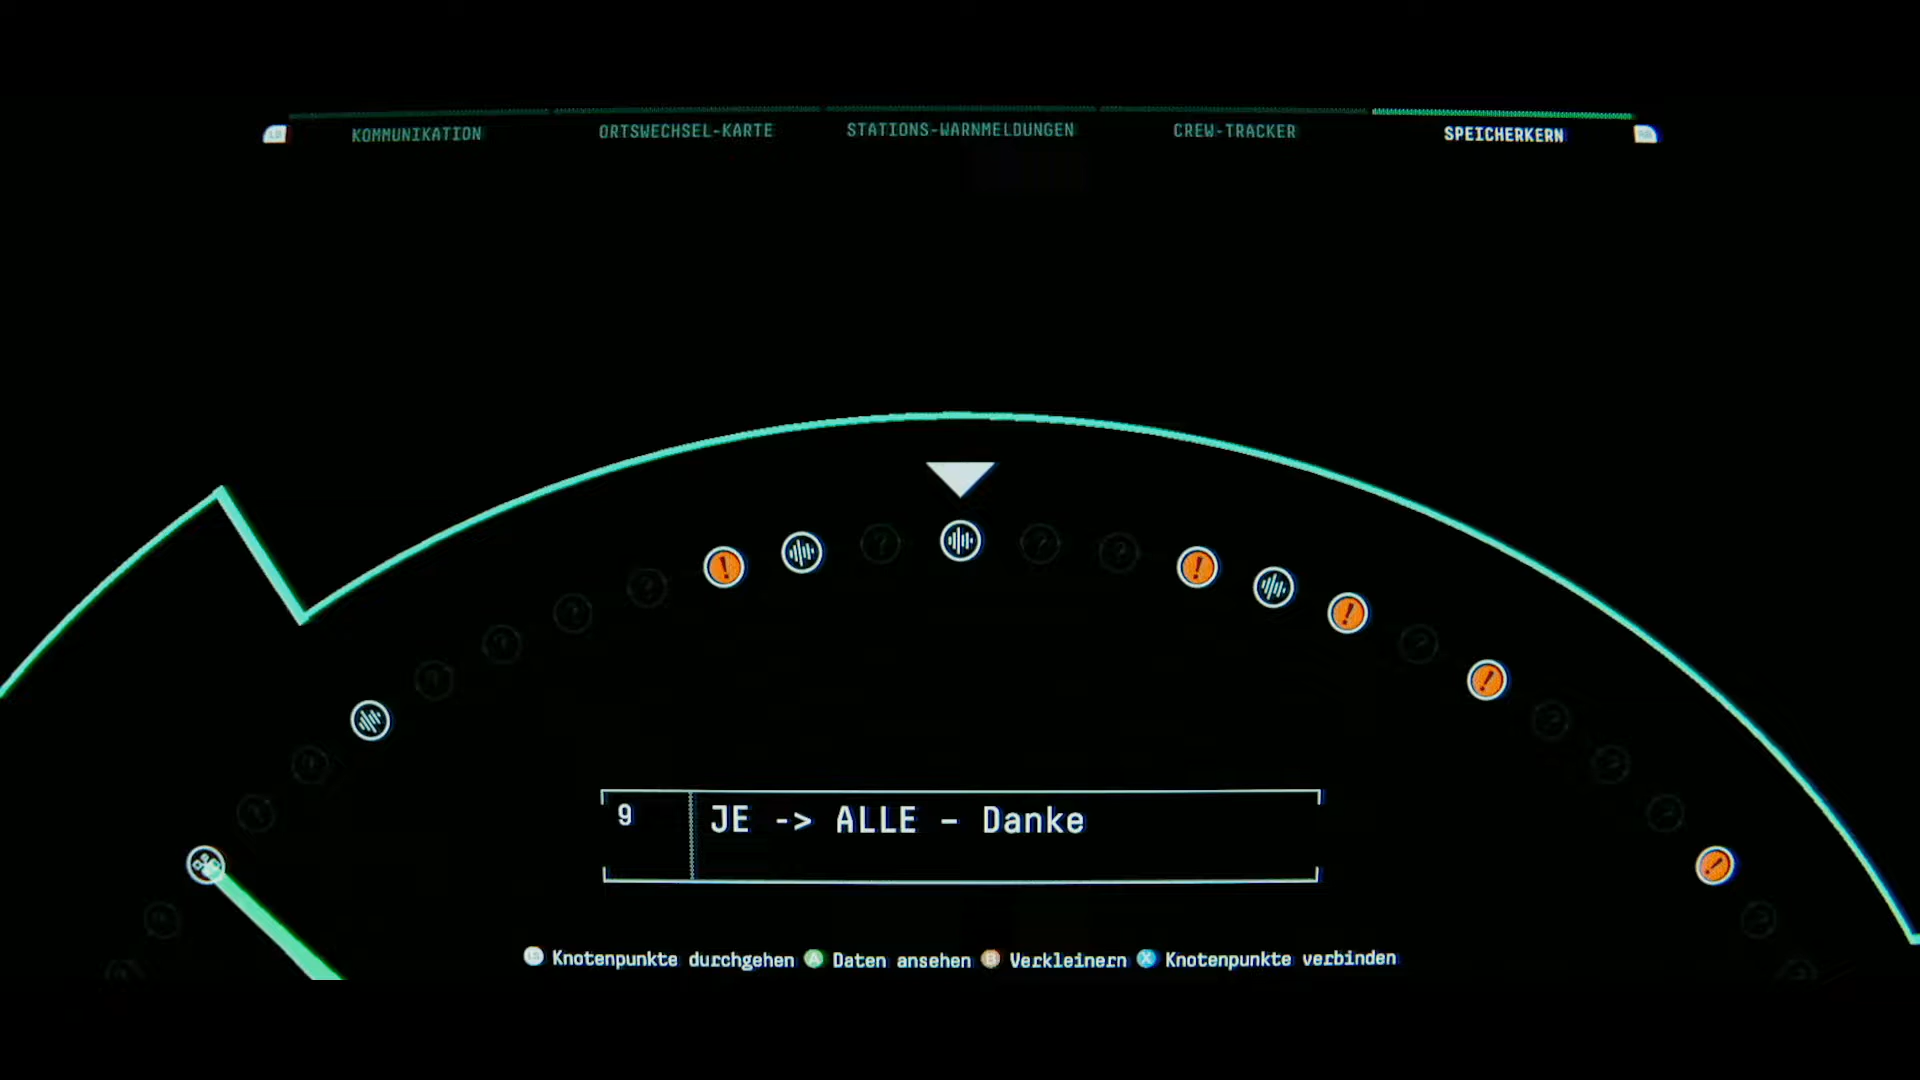 KOMMUNIKATION
ORTSWECHSEL-KARTE
STATIONS-WARNMELDUNGEN
CREW-TRACKER
SPEICHERKERN
9 JE -> ALLE – Danke
Knotenpunkte durchgehen A Daten ansehen B Verkleinern X Knotenpunkte verbinden